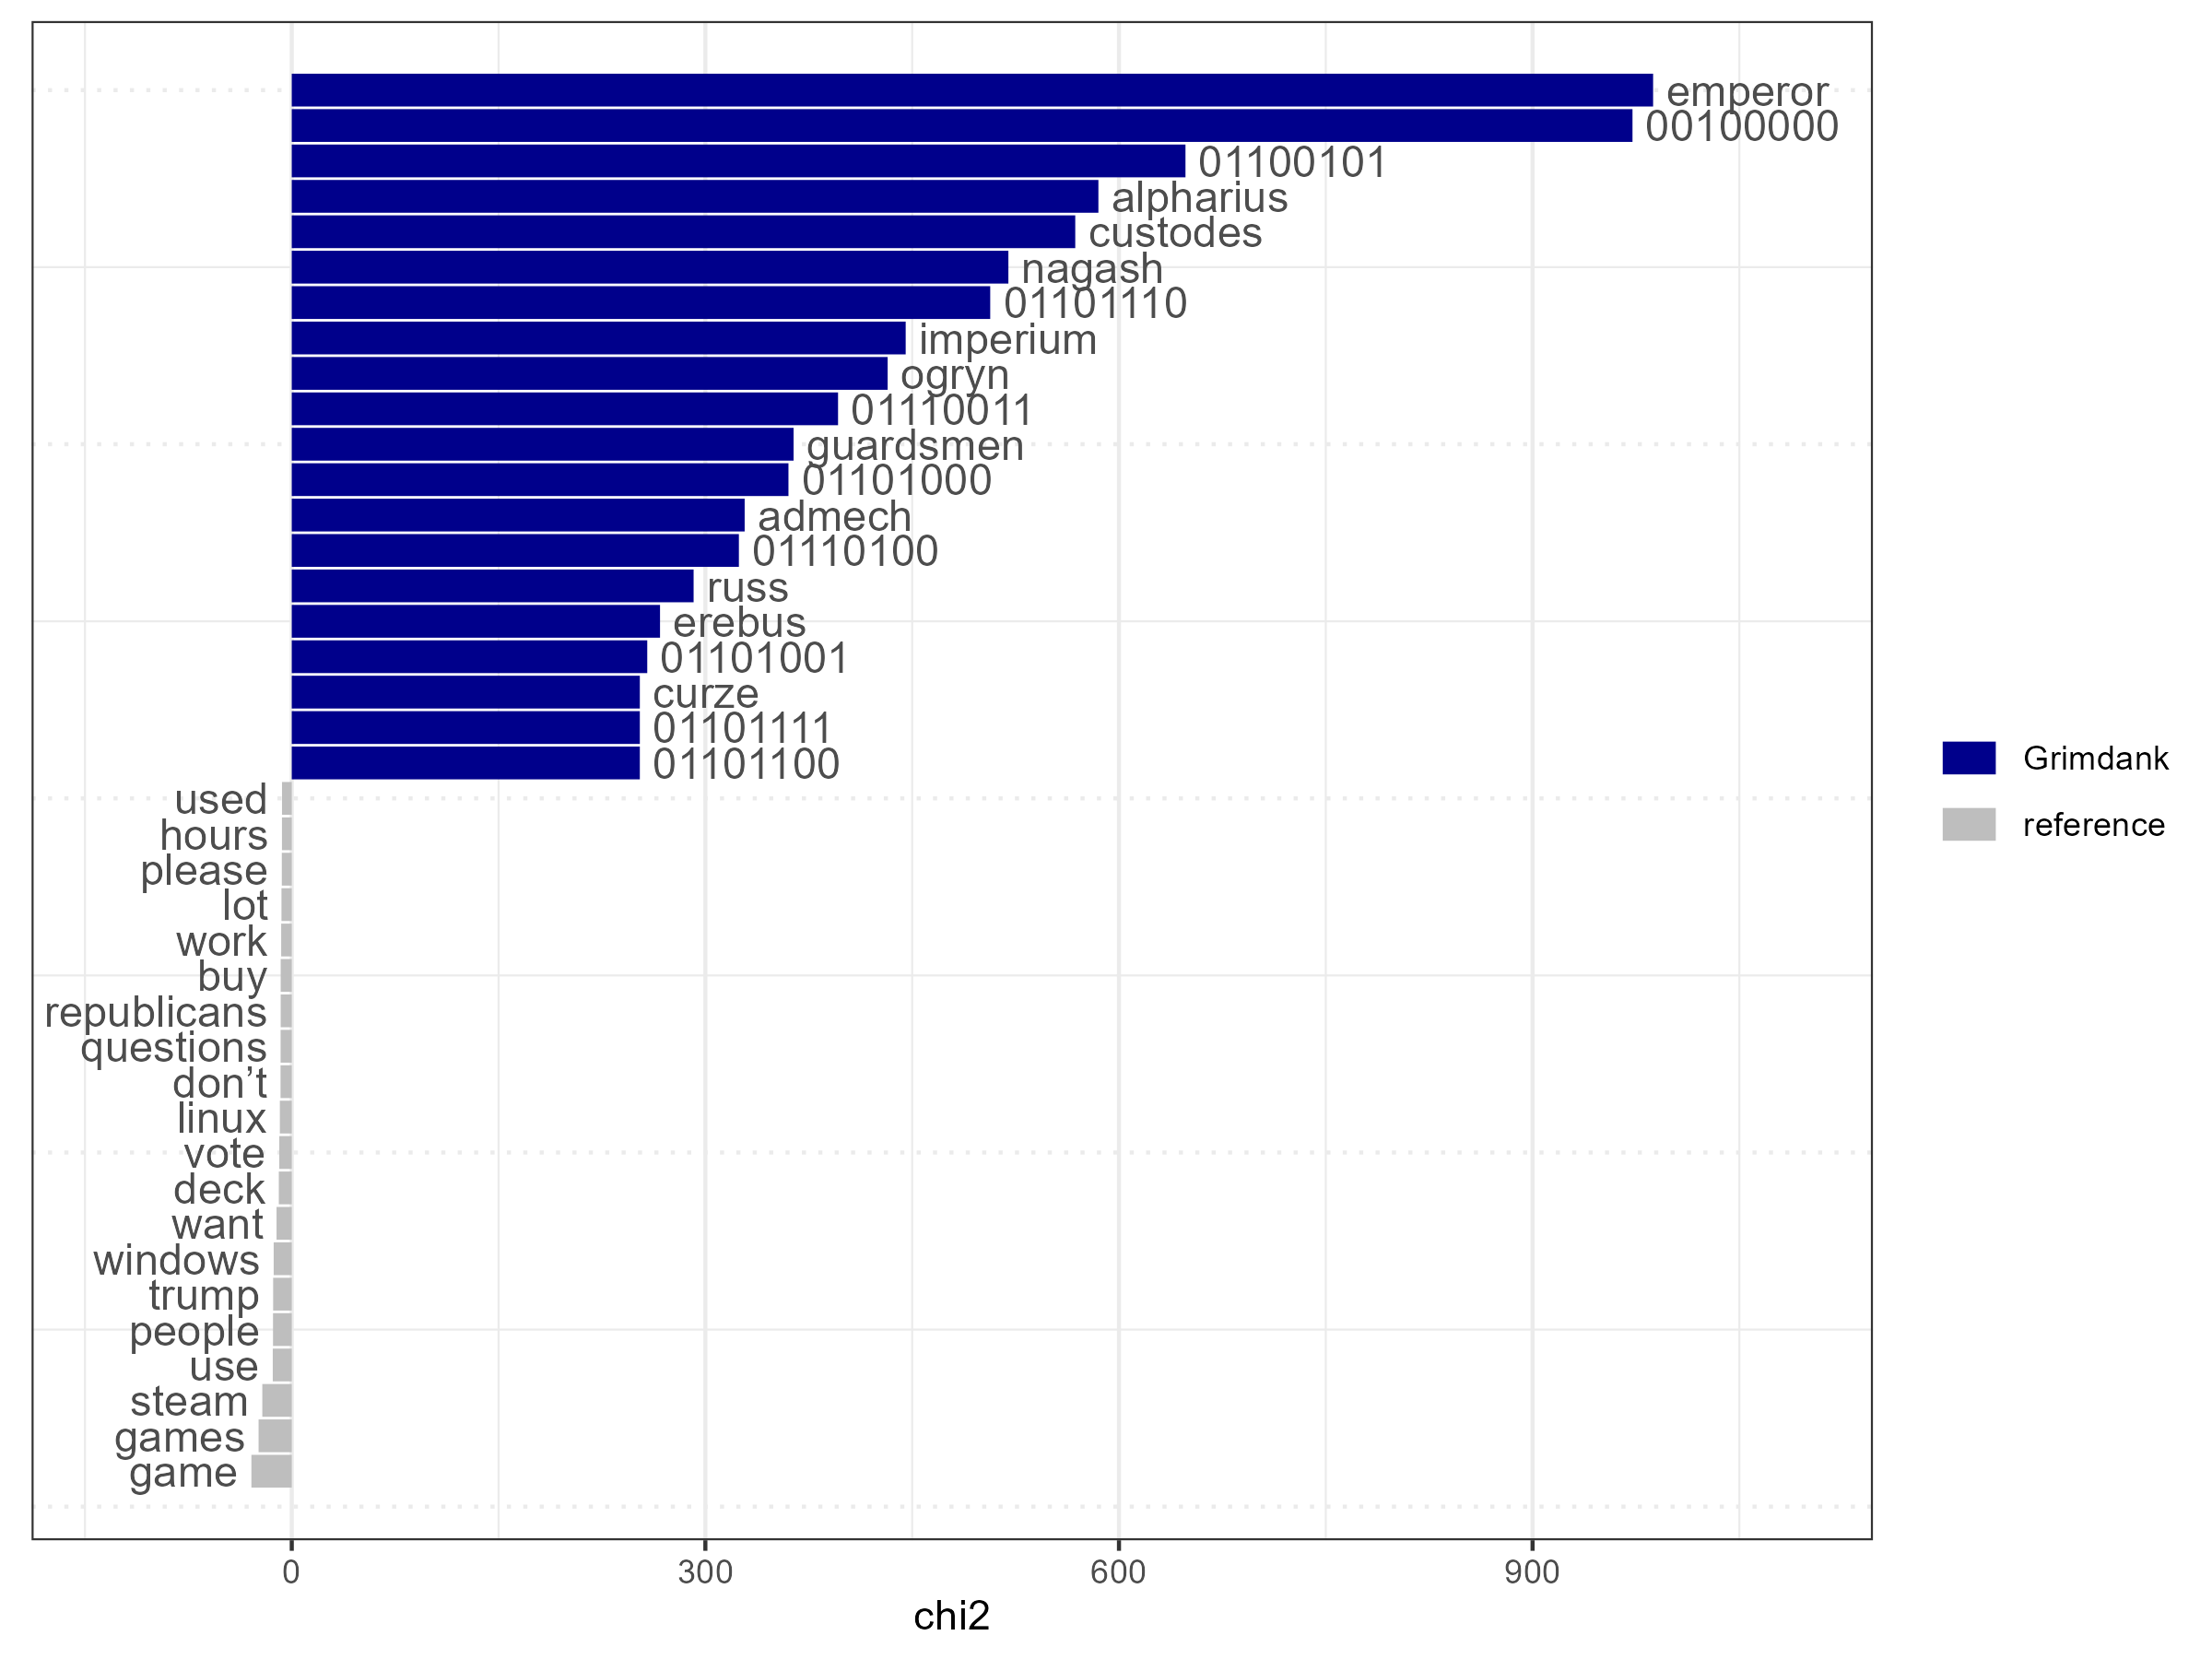 emperor
00100000
01100101
alpharius
custodes
nagash
01101110
imperium
ogryn
01110011
guardsmen
01101000
admech
01110100
russ
erebus
01101001
curze
01101111
01101100
used
hours
please
lot
work
buy
republicans
questions
don’t
linux
vote
deck
want
windows
trump
people
use
steam
games
game
0 300 600 900
chi2
Grimdank
reference